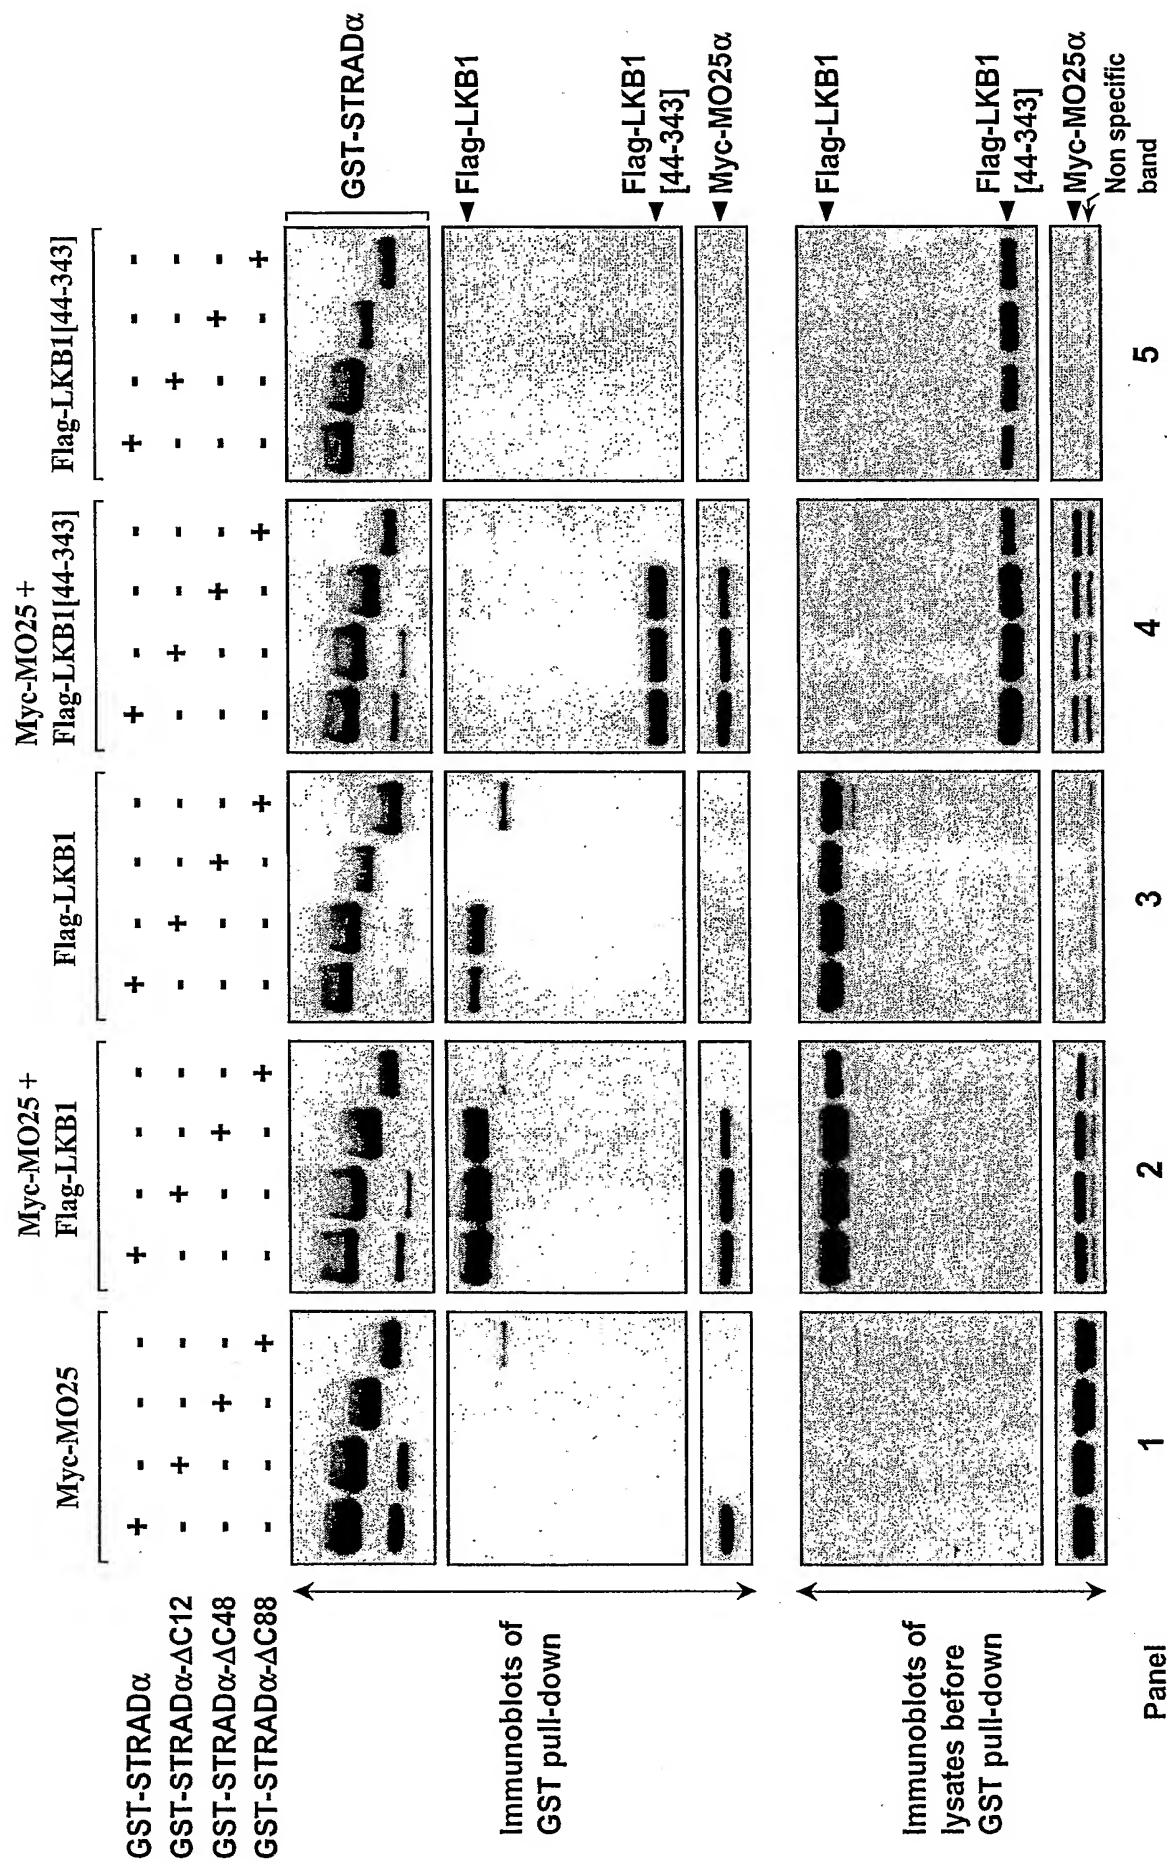 Myc-MO25
Myc-MO25 +
Flag-LKB1
Flag-LKB1
Myc-MO25 +
Flag-LKB1[44-343]
Flag-LKB1[44-343]
GST-STRADα + - - - + - - - + - - - + - - - + - - -
GST-STRADα-ΔC12 - + - - - + - - - + - - - + - - - + - -
GST-STRADα-ΔC48 - - + - - - + - - - + - - - + - - - + -
GST-STRADα-ΔC88 - - - + - - - + - - - + - - - + - - - +
GST-STRADα
Immunoblots of
GST pull-down
Flag-LKB1
Flag-LKB1
[44-343]
Myc-MO25α
Immunoblots of
lysates before
GST pull-down
Flag-LKB1
Flag-LKB1
[44-343]
Myc-MO25α
Non specific
band
Panel 1 2 3 4 5